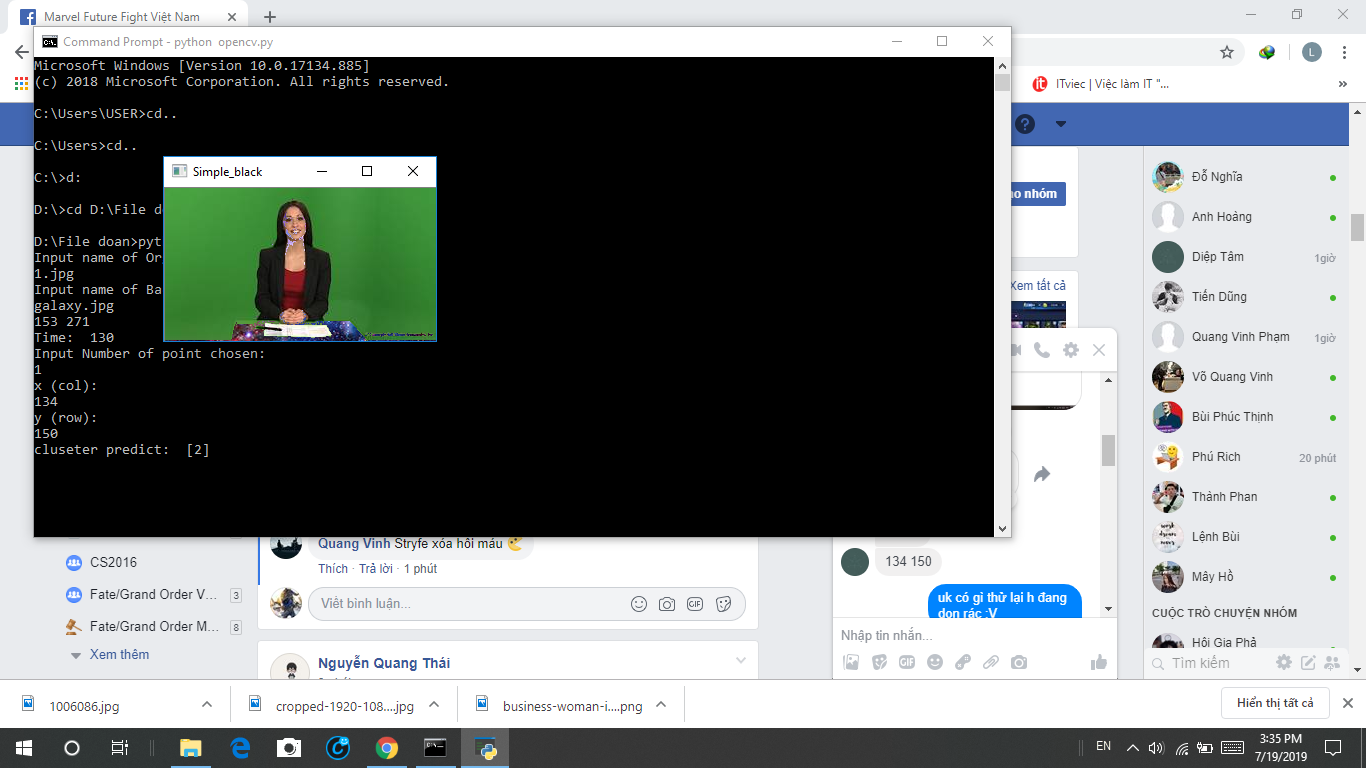 Marvel Future Fight Việt Nam
Command Prompt - python  opencv.py
Microsoft Windows [Version 10.0.17134.885]
(c) 2018 Microsoft Corporation. All rights reserved.
C:\Users\USER>cd..
C:\Users>cd..
C:\>d:
D:\>cd D:\File d
D:\File doan>pyt
Input name of Or
1.jpg
Input name of Ba
galaxy.jpg
153 271
Time:  130
Input Number of point chosen:
1
x (col):
134
y (row):
150
cluseter predict:  [2]
Simple_black
L
ITviec | Việc làm IT "...
»
o nhóm
Xem tất cả
134 150
uk có gì thử lại h đang
dọn rác :V
Nhập tin nhắn...
Đỗ Nghĩa
Anh Hoảng
Diệp Tâm 1giờ
Tiến Dũng
Quang Vinh Phạm 1giờ
Võ Quang Vinh
Bùi Phúc Thịnh
Phú Rich 20 phút
Thành Phan
Lệnh Bùi
Mây Hồ
CUỘC TRÒ CHUYỆN NHÓM
Hội Gia Phả
Tìm kiếm
CS2016
Fate/Grand Order V... 3
Fate/Grand Order M... 8
Xem thêm
Quang Vinh Stryfe xóa hồi máu
Thích · Trả lời · 1 phút
Viết bình luận...
GIF
Nguyễn Quang Thái
1006086.jpg
cropped-1920-108....jpg
business-woman-i....png
Hiển thị tất cả
EN
3:35 PM
7/19/2019